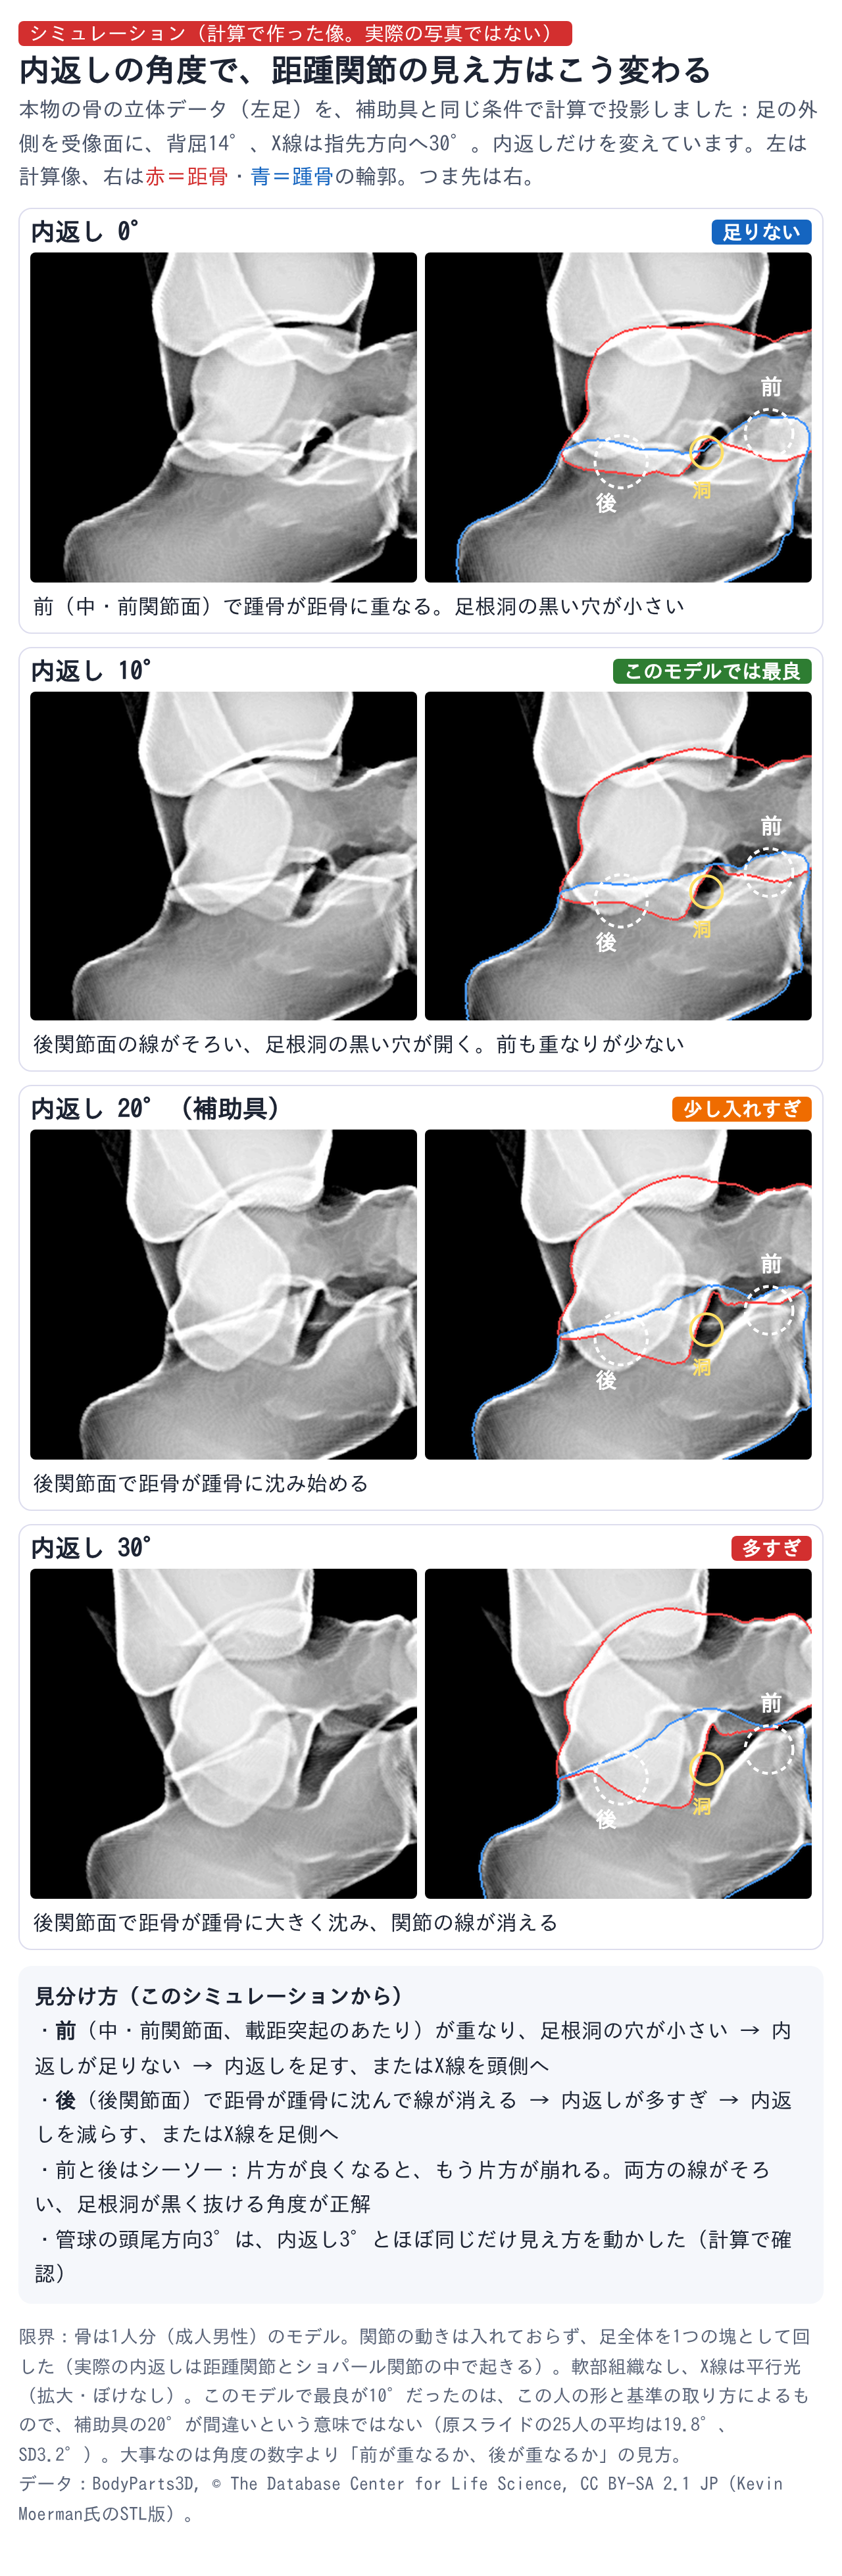 シミュレーション（計算で作った像。実際の写真ではない）
内返しの角度で、距踵関節の見え方はこう変わる
本物の骨の立体データ（左足）を、補助具と同じ条件で計算で投影しました：足の外
側を受像面に、背屈14°、X線は指先方向へ30°。内返しだけを変えています。左は
計算像、右は赤＝距骨・青＝踵骨の輪郭。つま先は右。
内返し 0°
足りない
前
洞
後
前（中・前関節面）で踵骨が距骨に重なる。足根洞の黒い穴が小さい
内返し 10°
このモデルでは最良
前
洞
後
後関節面の線がそろい、足根洞の黒い穴が開く。前も重なりが少ない
内返し 20°（補助具）
少し入れすぎ
前
洞
後
後関節面で距骨が踵骨に沈み始める
内返し 30°
多すぎ
前
洞
後
後関節面で距骨が踵骨に大きく沈み、関節の線が消える
見分け方（このシミュレーションから）
・前（中・前関節面、載距突起のあたり）が重なり、足根洞の穴が小さい → 内
返しが足りない → 内返しを足す、またはX線を頭側へ
・後（後関節面）で距骨が踵骨に沈んで線が消える → 内返しが多すぎ → 内返
しを減らす、またはX線を足側へ
・前と後はシーソー：片方が良くなると、もう片方が崩れる。両方の線がそろ
い、足根洞が黒く抜ける角度が正解
・管球の頭尾方向3°は、内返し3°とほぼ同じだけ見え方を動かした（計算で確
認）
限界：骨は1人分（成人男性）のモデル。関節の動きは入れておらず、足全体を1つの塊として回
した（実際の内返しは距踵関節とショパール関節の中で起きる）。軟部組織なし、X線は平行光
（拡大・ぼけなし）。このモデルで最良が10°だったのは、この人の形と基準の取り方によるも
ので、補助具の20°が間違いという意味ではない（原スライドの25人の平均は19.8°、
SD3.2°）。大事なのは角度の数字より「前が重なるか、後が重なるか」の見方。
データ：BodyParts3D, © The Database Center for Life Science, CC BY-SA 2.1 JP（Kevin
Moerman氏のSTL版）。